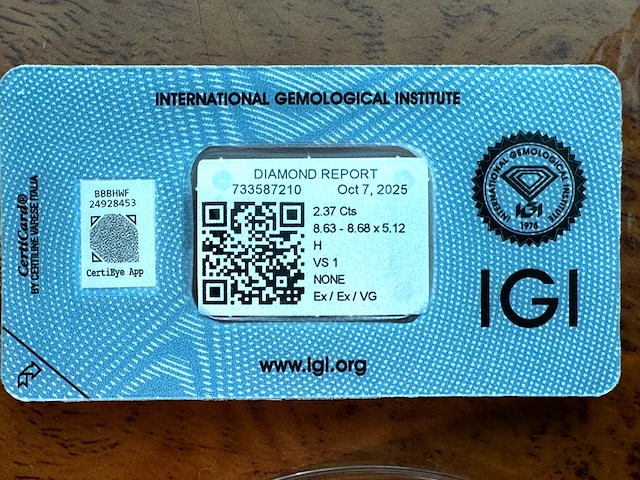 INTERNATIONAL GEMOLOGICAL INSTITUTE
CertiCard®
BY CERTILINE VARESE ITALIA
BBBHWF
24928453
CertiEye App
DIAMOND REPORT
733587210 Oct 7, 2025
2.37 Cts
8.63 - 8.68 x 5.12
H
VS 1
NONE
Ex / Ex / VG
INTERNATIONAL GEMOLOGICAL INSTITUTE
IGI
1975
IGI
www.igi.org